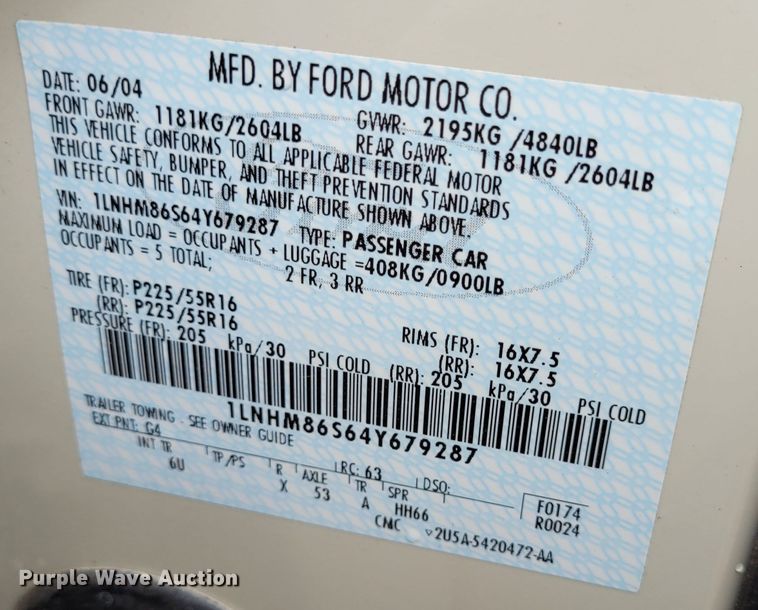 MFD. BY FORD MOTOR CO.
DATE: 06/04 GVWR: 2195KG /4840LB
FRONT GAWR: 1181KG/2604LB REAR GAWR: 1181KG /2604LB
THIS VEHICLE CONFORMS TO ALL APPLICABLE FEDERAL MOTOR
VEHICLE SAFETY, BUMPER, AND THEFT PREVENTION STANDARDS
IN EFFECT ON THE DATE OF MANUFACTURE SHOWN ABOVE
VIN: 1LNHM86S64Y679287 TYPE: PASSENGER CAR
MAXIMUM LOAD = OCCUPANTS + LUGGAGE =408KG/0900LB
OCCUPANTS = 5 TOTAL; 2 FR, 3 RR
TIRE (FR): P225/55R16 RIMS (FR): 16X7.5
(RR): P225/55R16 (RR): 16X7.5
PRESSURE (FR): 205 kPa/30 PSI COLD (RR): 205 kPa/30 PSI COLD
1LNHM86S64Y679287
TRAILER TOWING - SEE OWNER GUIDE
EXT PNT: G4 RC: 63 DSO:
INT TR TP/PS R AXLE TR SPR F0174
6U X 53 A HH66 R0024
CMC 2U5A-5420472-AA
Purple Wave Auction